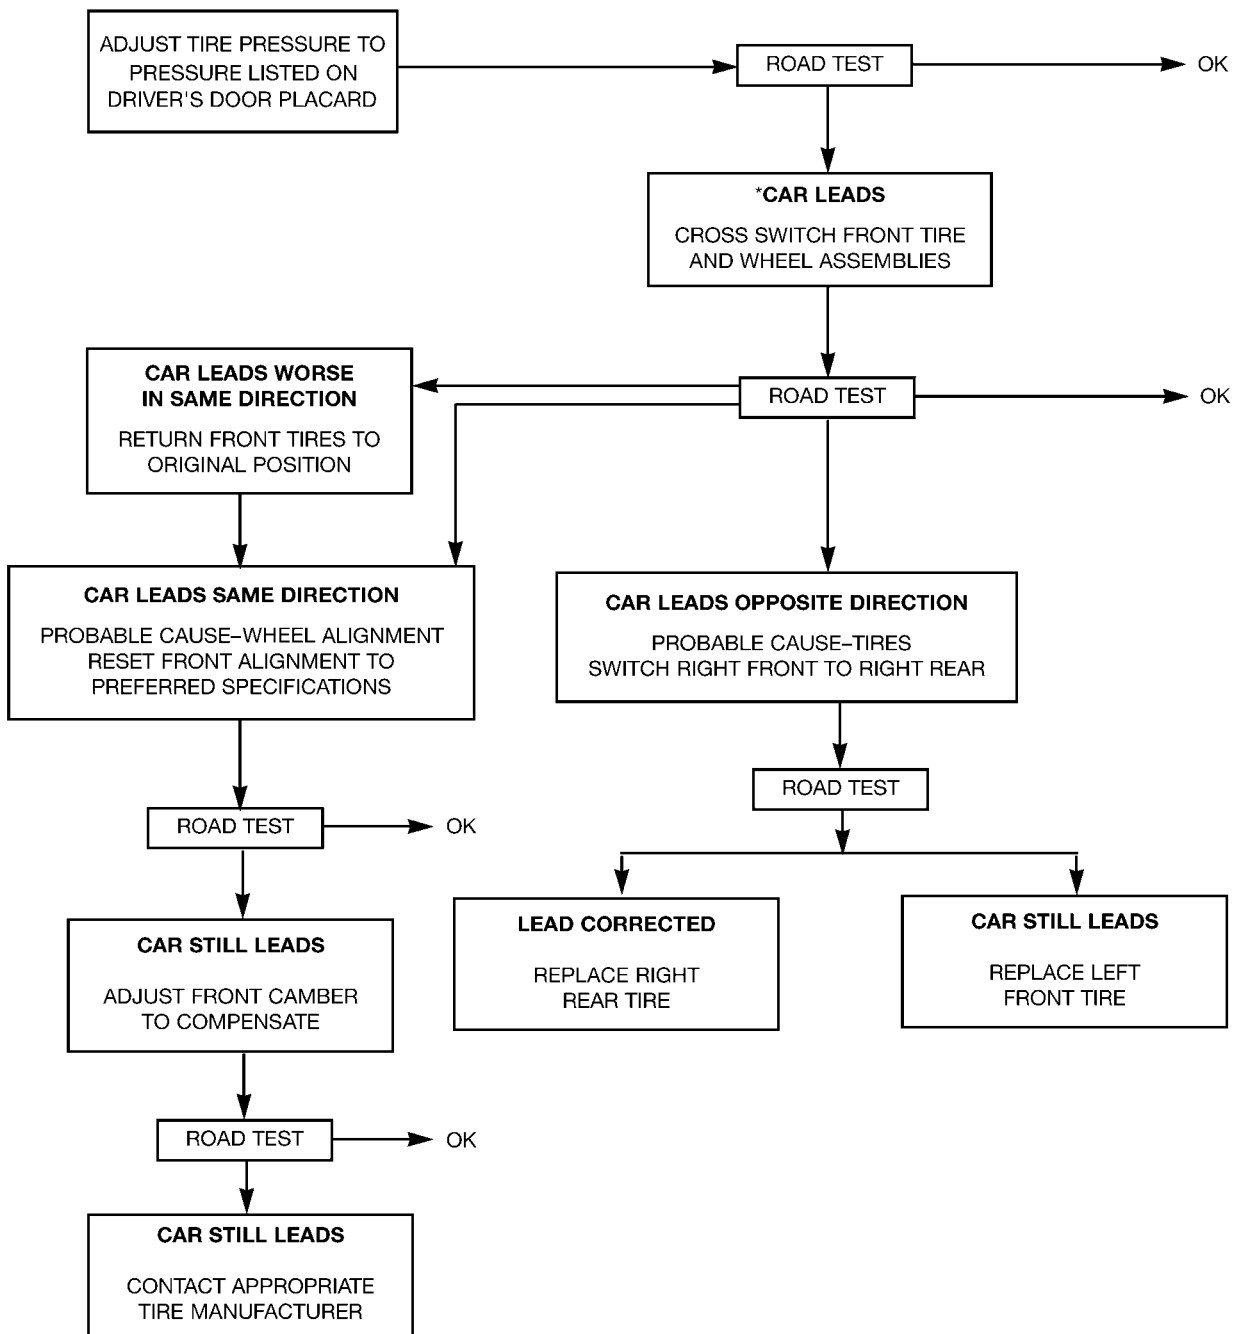 ADJUST TIRE PRESSURE TO
PRESSURE LISTED ON
DRIVER'S DOOR PLACARD
ROAD TEST
OK
*CAR LEADS
CROSS SWITCH FRONT TIRE
AND WHEEL ASSEMBLIES
ROAD TEST
OK
CAR LEADS WORSE
IN SAME DIRECTION
RETURN FRONT TIRES TO
ORIGINAL POSITION
CAR LEADS SAME DIRECTION
PROBABLE CAUSE–WHEEL ALIGNMENT
RESET FRONT ALIGNMENT TO
PREFERRED SPECIFICATIONS
CAR LEADS OPPOSITE DIRECTION
PROBABLE CAUSE–TIRES
SWITCH RIGHT FRONT TO RIGHT REAR
ROAD TEST
ROAD TEST
OK
LEAD CORRECTED
REPLACE RIGHT
REAR TIRE
CAR STILL LEADS
REPLACE LEFT
FRONT TIRE
CAR STILL LEADS
ADJUST FRONT CAMBER
TO COMPENSATE
ROAD TEST
OK
CAR STILL LEADS
CONTACT APPROPRIATE
TIRE MANUFACTURER